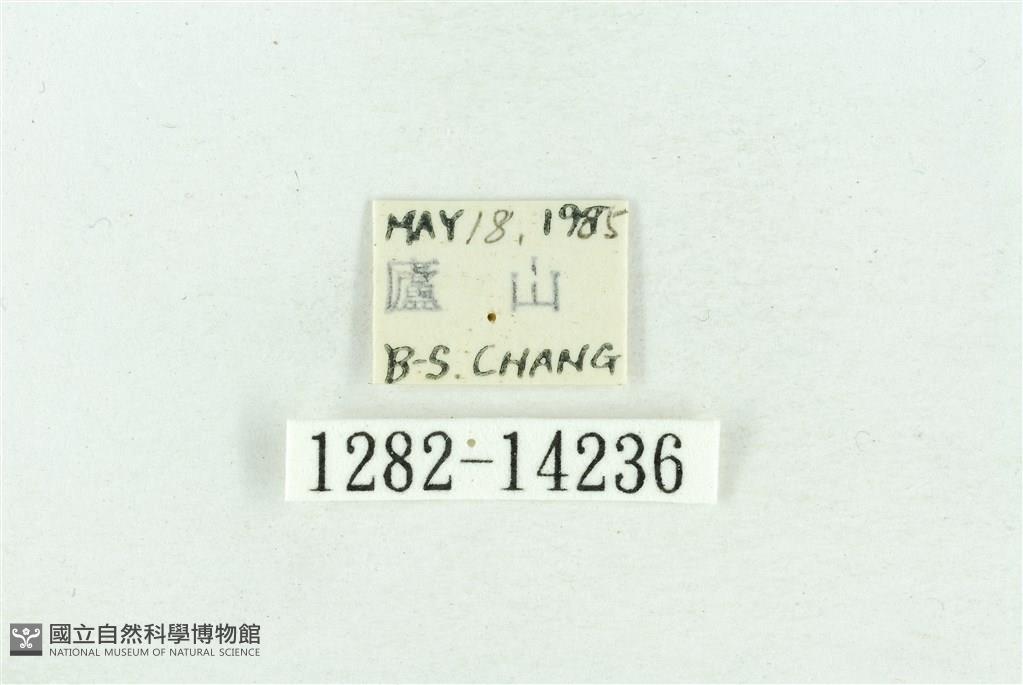 MAY 18, 1985
廬 山
B-S. CHANG
1282-14236
國立自然科學博物館
NATIONAL MUSEUM OF NATURAL SCIENCE